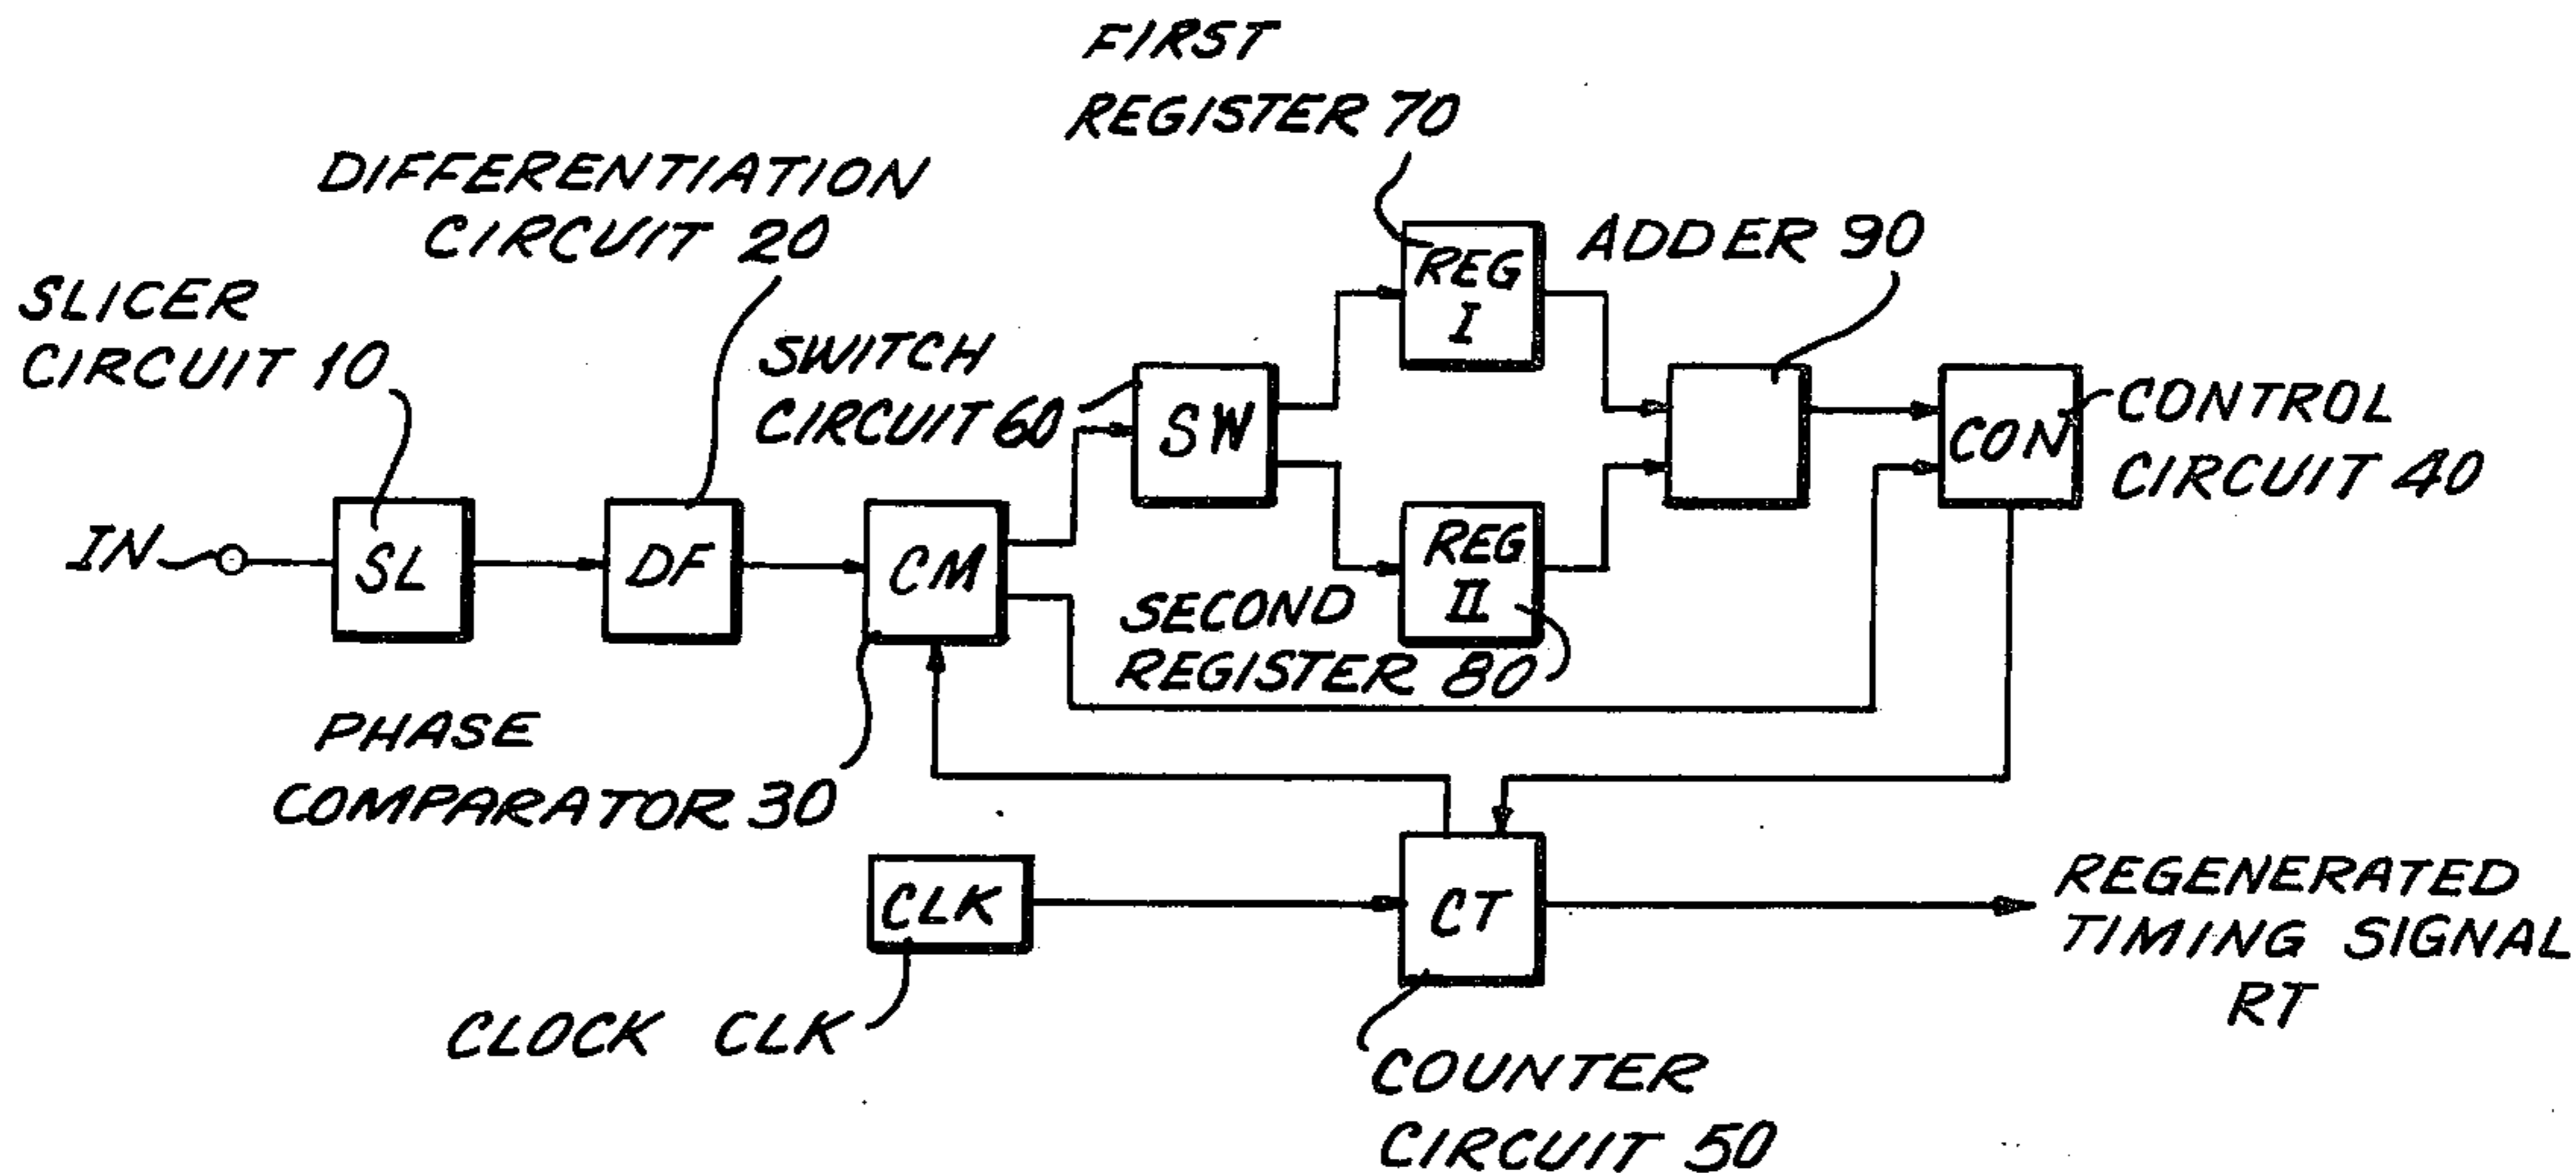 FIRST
REGISTER 70
DIFFERENTIATION
CIRCUIT 20
REG
I
ADDER 90
SLICER
CIRCUIT 10
SWITCH
CIRCUIT 60
SW
CON
CONTROL
CIRCUIT 40
IN
SL
DF
CM
REG
II
SECOND
REGISTER 80
PHASE
COMPARATOR 30
CLK
CT
REGENERATED
TIMING SIGNAL
RT
CLOCK CLK
COUNTER
CIRCUIT 50